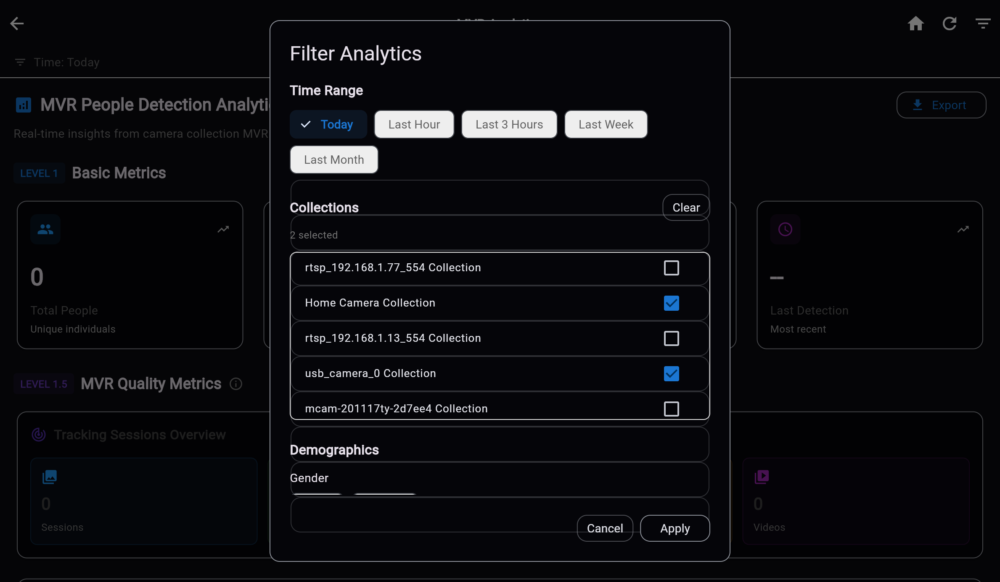 Time: Today
MVR People Detection
Export
Real-time insights from camera collection MVR
LEVEL 1
Basic Metrics
0
Total People
Unique individuals
—
Last Detection
Most recent
LEVEL 1.5
MVR Quality Metrics
Tracking Sessions Overview
0
Sessions
0
Videos
Filter Analytics
Time Range
Today
Last Hour
Last 3 Hours
Last Week
Last Month
Collections
Clear
2 selected
rtsp_192.168.1.77_554 Collection
Home Camera Collection
rtsp_192.168.1.13_554 Collection
usb_camera_0 Collection
mcam-201117ty-2d7ee4 Collection
Demographics
Gender
Cancel
Apply